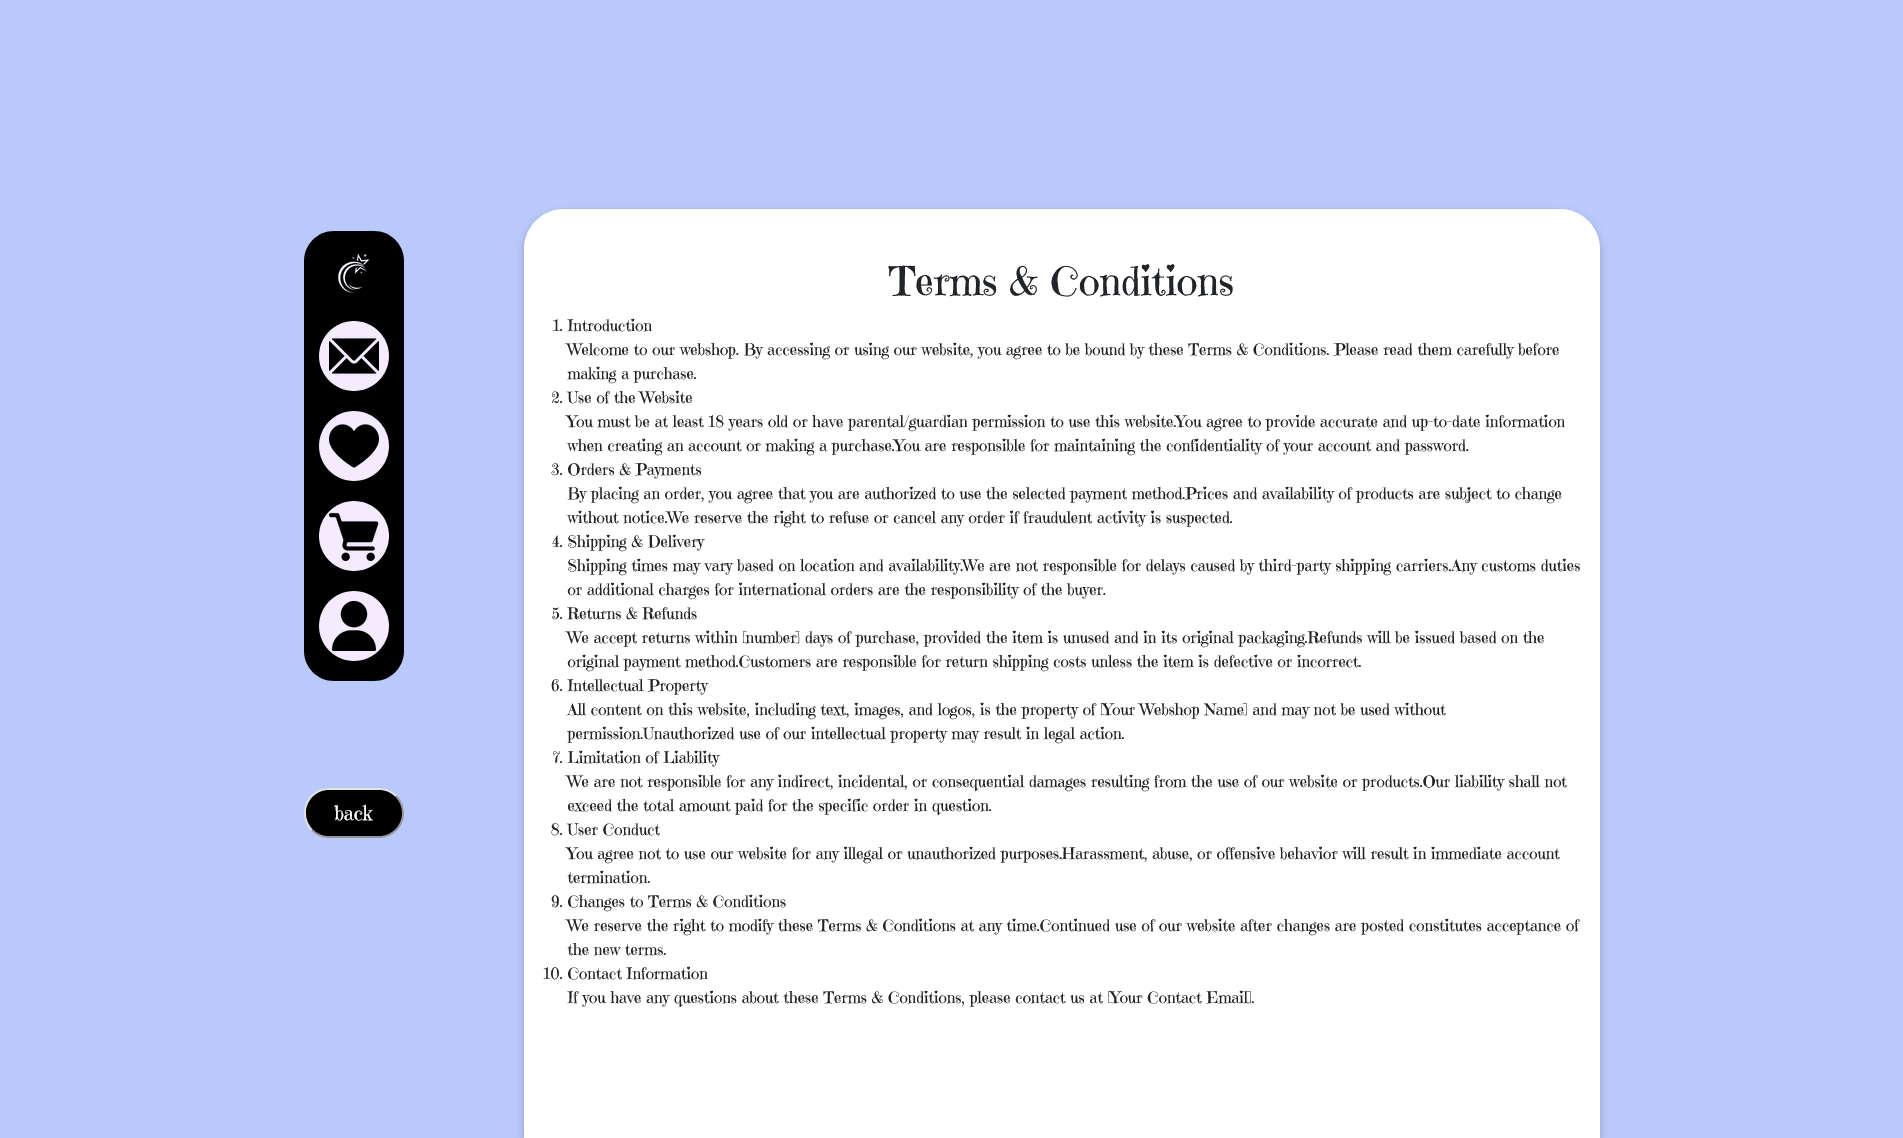 Terms & Conditions
1. Introduction
Welcome to our webshop. By accessing or using our website, you agree to be bound by these Terms & Conditions. Please read them carefully before
making a purchase.
2. Use of the Website
You must be at least 18 years old or have parental/guardian permission to use this website.You agree to provide accurate and up-to-date information
when creating an account or making a purchase.You are responsible for maintaining the confidentiality of your account and password.
3. Orders & Payments
By placing an order, you agree that you are authorized to use the selected payment method.Prices and availability of products are subject to change
without notice.We reserve the right to refuse or cancel any order if fraudulent activity is suspected.
4. Shipping & Delivery
Shipping times may vary based on location and availability.We are not responsible for delays caused by third-party shipping carriers.Any customs duties
or additional charges for international orders are the responsibility of the buyer.
5. Returns & Refunds
We accept returns within [number] days of purchase, provided the item is unused and in its original packaging.Refunds will be issued based on the
original payment method.Customers are responsible for return shipping costs unless the item is defective or incorrect.
6. Intellectual Property
All content on this website, including text, images, and logos, is the property of [Your Webshop Name] and may not be used without
permission.Unauthorized use of our intellectual property may result in legal action.
7. Limitation of Liability
We are not responsible for any indirect, incidental, or consequential damages resulting from the use of our website or products.Our liability shall not
exceed the total amount paid for the specific order in question.
8. User Conduct
You agree not to use our website for any illegal or unauthorized purposes.Harassment, abuse, or offensive behavior will result in immediate account
termination.
9. Changes to Terms & Conditions
We reserve the right to modify these Terms & Conditions at any time.Continued use of our website after changes are posted constitutes acceptance of
the new terms.
10. Contact Information
If you have any questions about these Terms & Conditions, please contact us at [Your Contact Email].
back